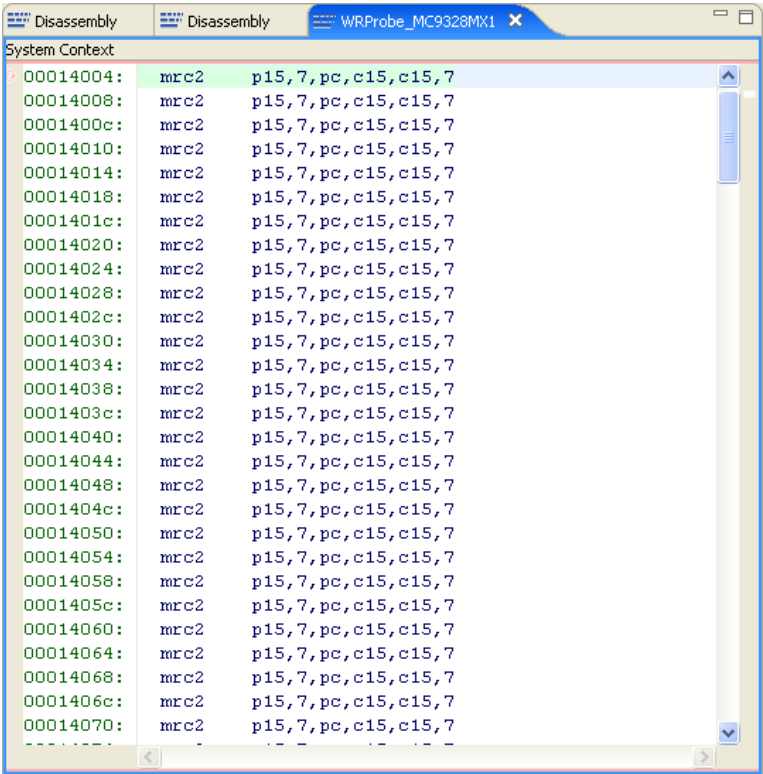 Disassembly Disassembly WRProbe_MC9328MX1
System Context
00014004: mrc2 p15,7,pc,c15,c15,7
00014008: mrc2 p15,7,pc,c15,c15,7
0001400c: mrc2 p15,7,pc,c15,c15,7
00014010: mrc2 p15,7,pc,c15,c15,7
00014014: mrc2 p15,7,pc,c15,c15,7
00014018: mrc2 p15,7,pc,c15,c15,7
0001401c: mrc2 p15,7,pc,c15,c15,7
00014020: mrc2 p15,7,pc,c15,c15,7
00014024: mrc2 p15,7,pc,c15,c15,7
00014028: mrc2 p15,7,pc,c15,c15,7
0001402c: mrc2 p15,7,pc,c15,c15,7
00014030: mrc2 p15,7,pc,c15,c15,7
00014034: mrc2 p15,7,pc,c15,c15,7
00014038: mrc2 p15,7,pc,c15,c15,7
0001403c: mrc2 p15,7,pc,c15,c15,7
00014040: mrc2 p15,7,pc,c15,c15,7
00014044: mrc2 p15,7,pc,c15,c15,7
00014048: mrc2 p15,7,pc,c15,c15,7
0001404c: mrc2 p15,7,pc,c15,c15,7
00014050: mrc2 p15,7,pc,c15,c15,7
00014054: mrc2 p15,7,pc,c15,c15,7
00014058: mrc2 p15,7,pc,c15,c15,7
0001405c: mrc2 p15,7,pc,c15,c15,7
00014060: mrc2 p15,7,pc,c15,c15,7
00014064: mrc2 p15,7,pc,c15,c15,7
00014068: mrc2 p15,7,pc,c15,c15,7
0001406c: mrc2 p15,7,pc,c15,c15,7
00014070: mrc2 p15,7,pc,c15,c15,7